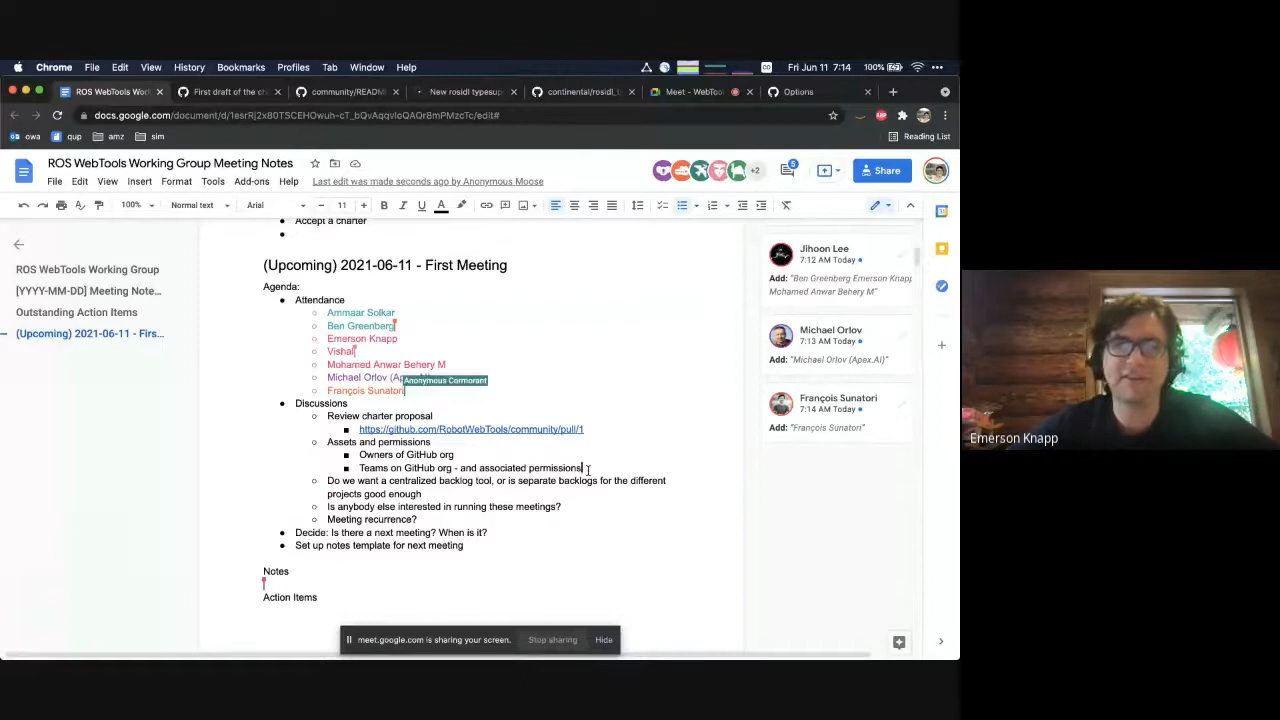 Chrome File Edit View History Bookmarks Profiles Tab Window Help
Fri Jun 11 7:14 100%
ROS WebTools Work
First draft of the ch
community/READM
New rosidl typesup
continental/rosidl_t
Meet - WebToo
Options
docs.google.com/document/d/1esrRj2x80TSCEHOwuh-cT_bQvAqqvIoQAQr8mPMzcTc/edit#
owa qup amz sim
Reading List
ROS WebTools Working Group Meeting Notes
File Edit View Insert Format Tools Add-ons Help
Last edit was made seconds ago by Anonymous Moose
+2
5
Share
100% Normal text Arial 11
ROS WebTools Working Group
[YYYY-MM-DD] Meeting Note...
Outstanding Action Items
(Upcoming) 2021-06-11 - Firs...
Accept a charter
(Upcoming) 2021-06-11 - First Meeting
Agenda:
Attendance
Ammaar Solkar
Ben Greenberg
Emerson Knapp
Vishal
Mohamed Anwar Behery M
Michael Orlov (Apex.AI)
Anonymous Cormorant
François Sunatori
Discussions
Review charter proposal
https://github.com/RobotWebTools/community/pull/1
Assets and permissions
Owners of GitHub org
Teams on GitHub org - and associated permissions
Do we want a centralized backlog tool, or is separate backlogs for the different
projects good enough
Is anybody else interested in running these meetings?
Meeting recurrence?
Decide: Is there a next meeting? When is it?
Set up notes template for next meeting
Notes
Action Items
Jihoon Lee
7:12 AM Today
Add: "Ben Greenberg Emerson Knapp
Mohamed Anwar Behery M"
Michael Orlov
7:13 AM Today
Add: "Michael Orlov (Apex.AI)"
François Sunatori
7:14 AM Today
Add: "François Sunatori"
meet.google.com is sharing your screen. Stop sharing Hide
Emerson Knapp